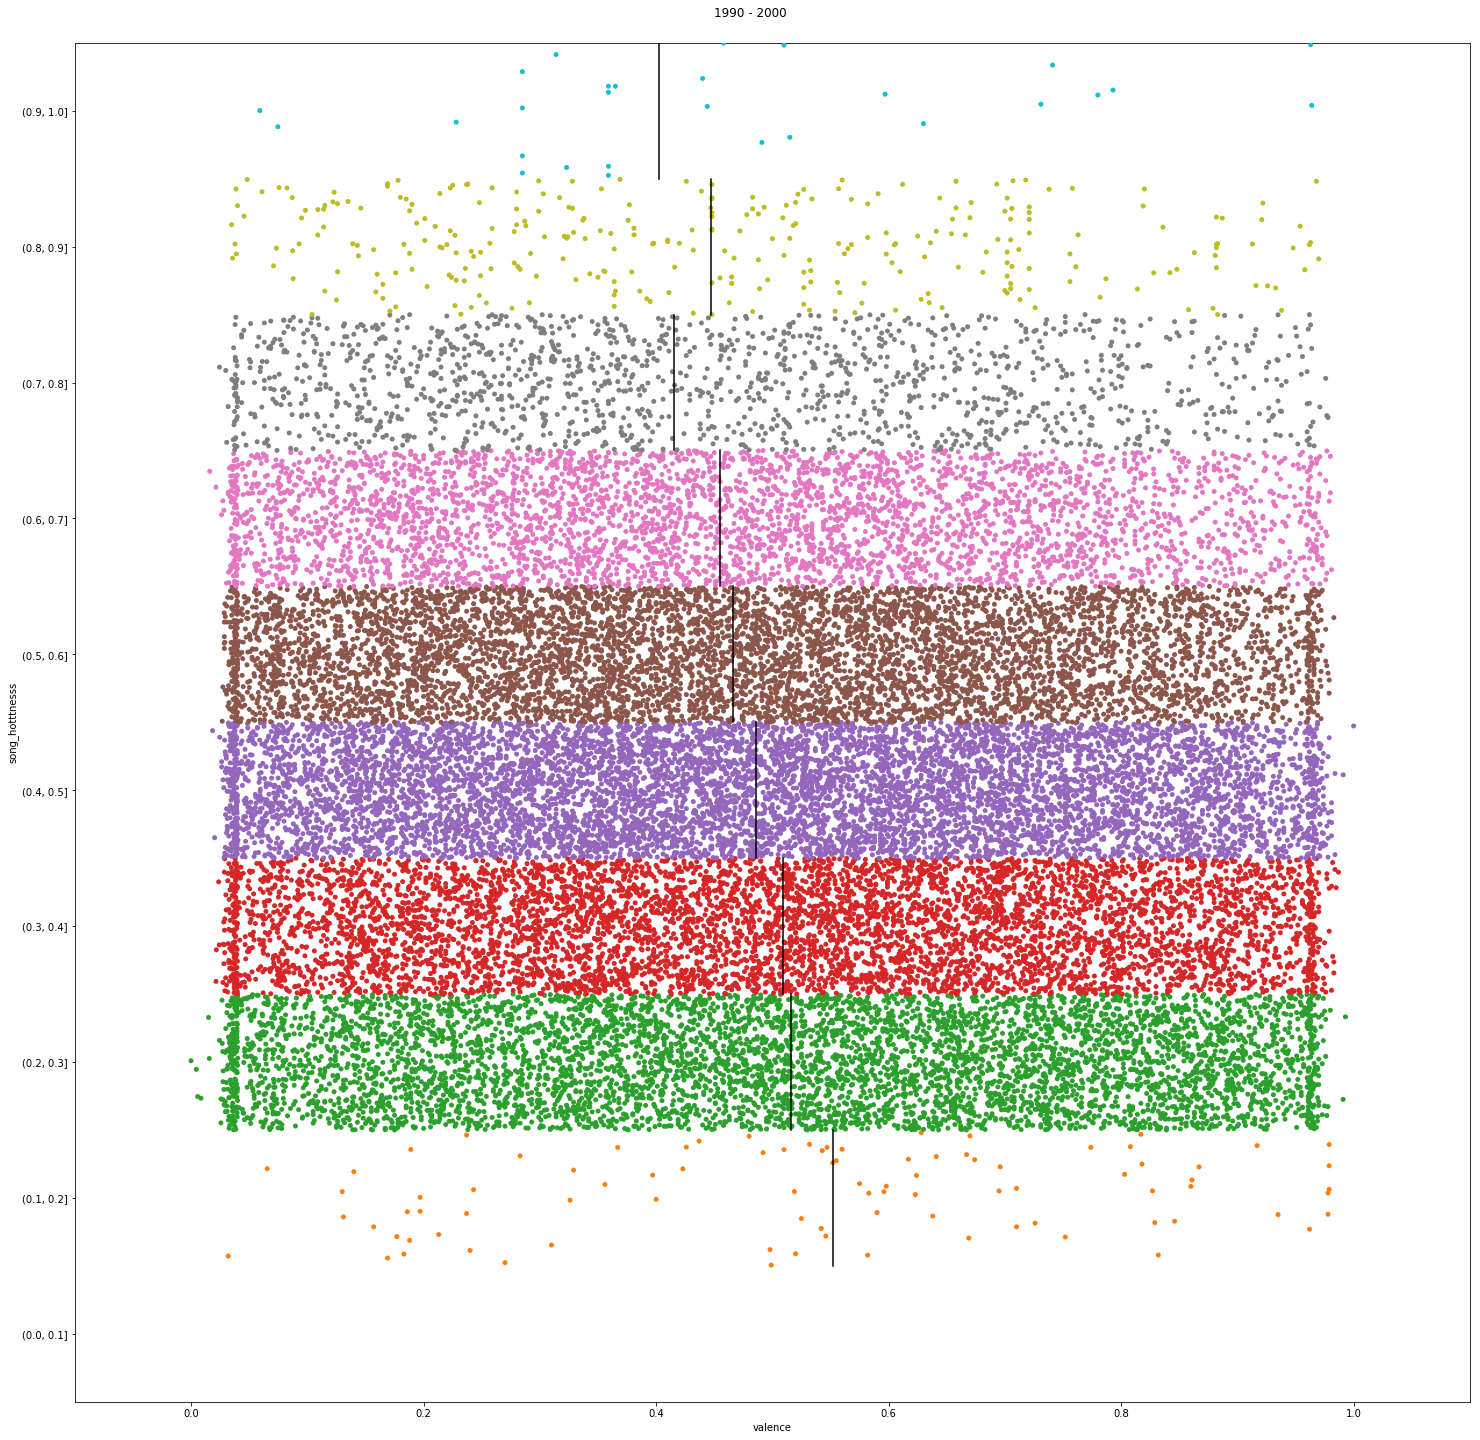 1990 - 2000
(0.9, 1.0]
(0.8, 0.9]
(0.7, 0.8]
(0.6, 0.7]
(0.5, 0.6]
song_hotttnesss
(0.4, 0.5]
(0.3, 0.4]
(0.2, 0.3]
(0.1, 0.2]
(0.0, 0.1]
0.0 0.2 0.4 0.6 0.8 1.0
valence